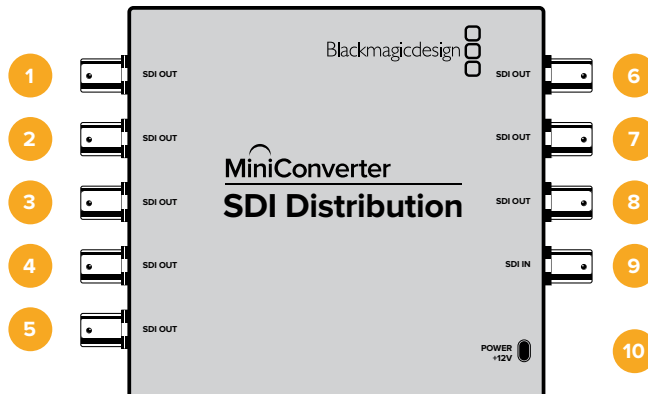 Blackmagicdesign
1 SDI OUT SDI OUT 6
2 SDI OUT SDI OUT 7
MiniConverter
3 SDI OUT SDI Distribution SDI OUT 8
4 SDI OUT SDI IN 9
5 SDI OUT
POWER
+12V
10